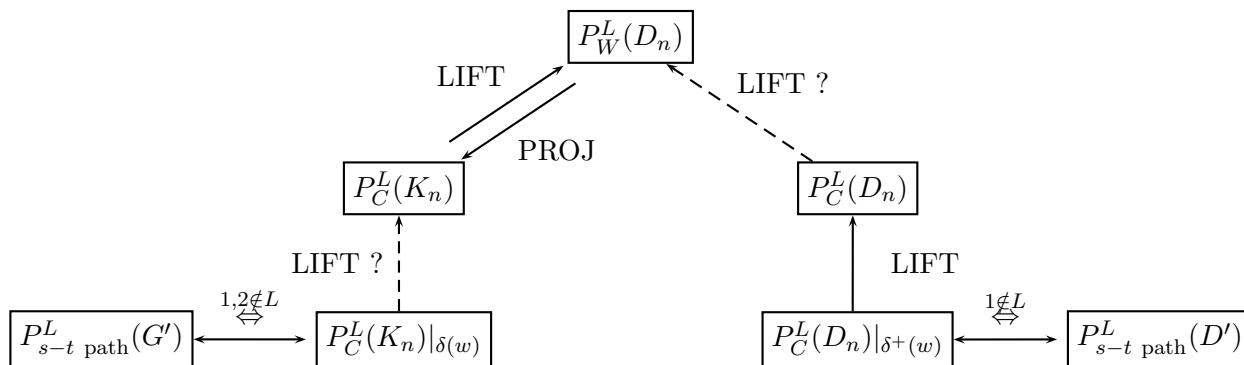 P_W^L(D_n)
LIFT LIFT ?
PROJ
P_C^L(K_n) P_C^L(D_n)
LIFT ? LIFT
1,2∉L 1∉L
⇔ ⇔
P_{s−t path}^L(G′) P_C^L(K_n)|_{δ(w)} P_C^L(D_n)|_{δ^+(w)} P_{s−t path}^L(D′)